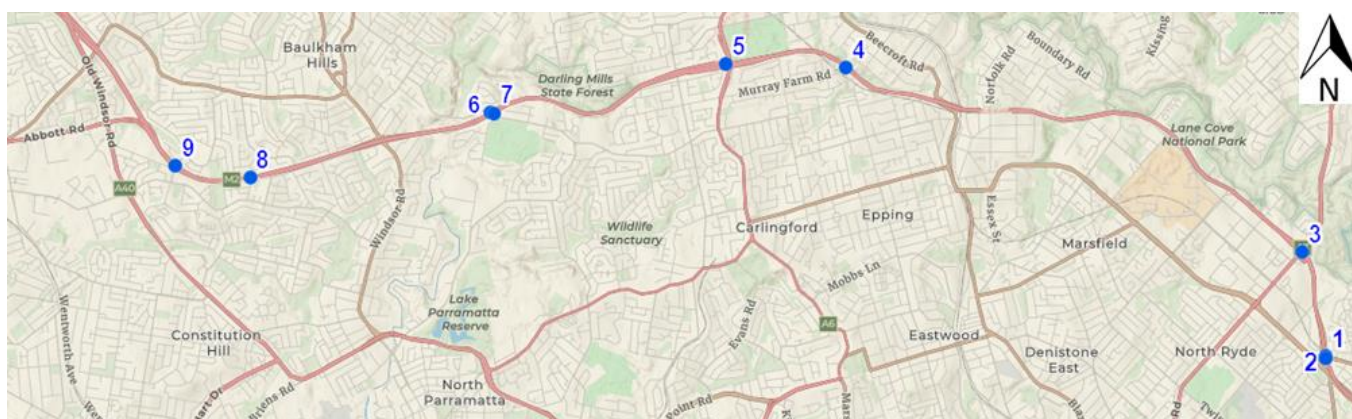 Baulkham
Hills
Old Windsor Rd
Abbott Rd
A40
M2
Windsor Rd
Wentworth Ave
Constitution
Hill
Briens Rd
Lake
Parramatta
Reserve
North
Parramatta
Darling Mills
State Forest
Wildlife
Sanctuary
Carlingford
Epping
Murray Farm Rd
Beecroft Rd
Norfolk Rd
Boundary Rd
Kissing
Lane Cove
National Park
Essex St
Marsfield
Mobbs Ln
Evans Rd
A6
Eastwood
Denistone
East
North Ryde
Point Rd
N
1
2
3
4
5
6
7
8
9